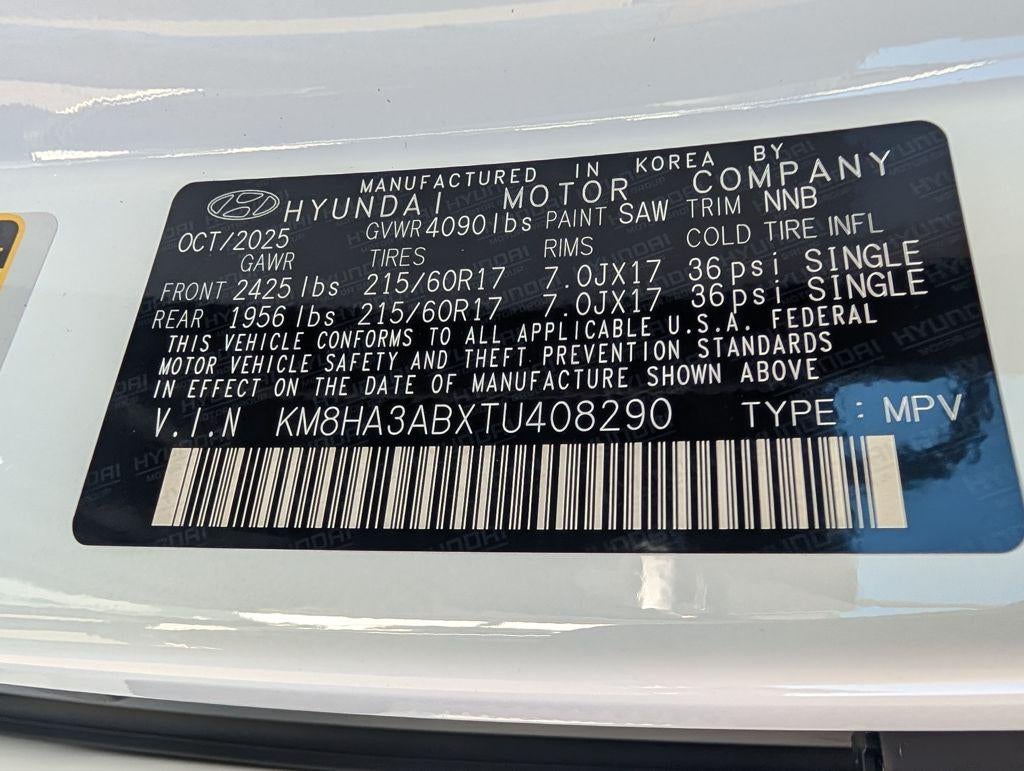 MANUFACTURED IN KOREA BY
HYUNDAI MOTOR COMPANY
OCT/2025 GVWR 4090lbs PAINT SAW TRIM NNB
GAWR TIRES RIMS COLD TIRE INFL
FRONT 2425 lbs 215/60R17 7.0JX17 36psi SINGLE
REAR 1956 lbs 215/60R17 7.0JX17 36psi SINGLE
THIS VEHICLE CONFORMS TO ALL APPLICABLE U.S.A. FEDERAL
MOTOR VEHICLE SAFETY AND THEFT PREVENTION STANDARDS
IN EFFECT ON THE DATE OF MANUFACTURE SHOWN ABOVE
V.I.N KM8HA3ABXTU408290 TYPE : MPV